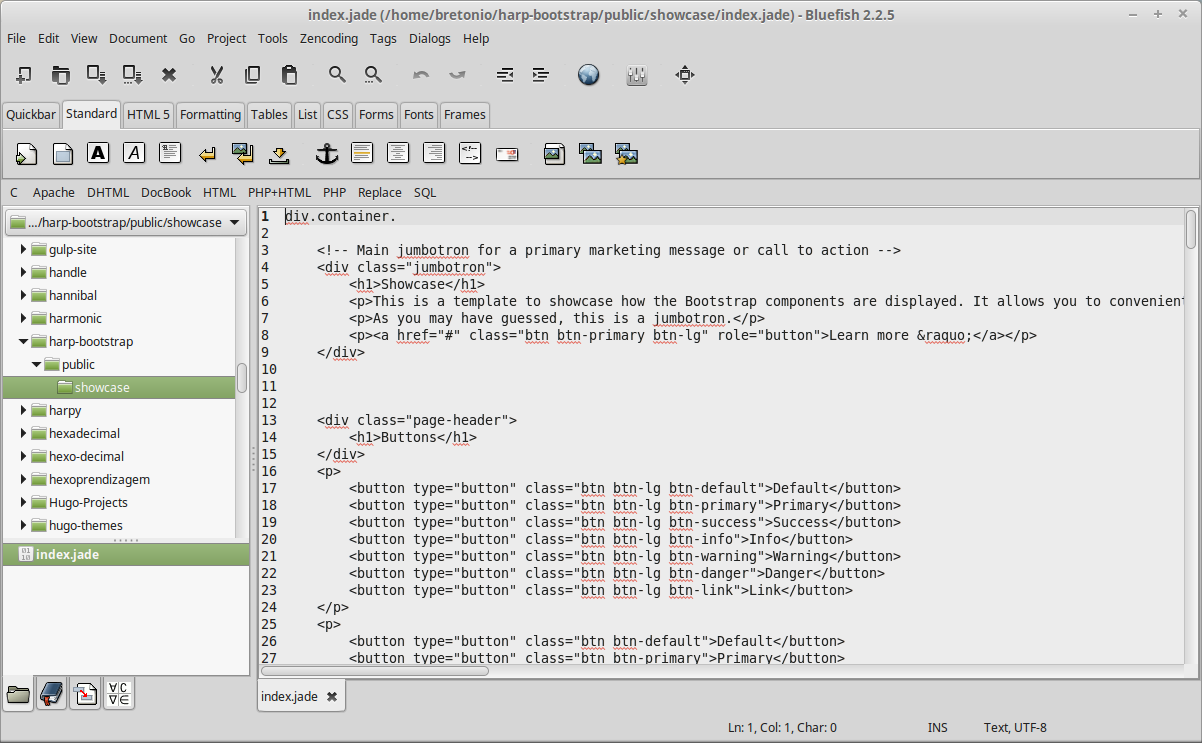 index.jade (/home/bretonio/harp-bootstrap/public/showcase/index.jade) - Bluefish 2.2.5
File Edit View Document Go Project Tools Zencoding Tags Dialogs Help
Quickbar Standard HTML 5 Formatting Tables List CSS Forms Fonts Frames
C Apache DHTML DocBook HTML PHP+HTML PHP Replace SQL
.../harp-bootstrap/public/showcase
gulp-site
handle
hannibal
harmonic
harp-bootstrap
public
showcase
harpy
hexadecimal
hexo-decimal
hexoprendizagem
Hugo-Projects
hugo-themes
index.jade
1 div.container.
2
3     <!-- Main jumbotron for a primary marketing message or call to action -->
4     <div class="jumbotron">
5         <h1>Showcase</h1>
6         <p>This is a template to showcase how the Bootstrap components are displayed. It allows you to convenient
7         <p>As you may have guessed, this is a jumbotron.</p>
8         <p><a href="#" class="btn btn-primary btn-lg" role="button">Learn more &raquo;</a></p>
9     </div>
10
11
12
13     <div class="page-header">
14         <h1>Buttons</h1>
15     </div>
16     <p>
17         <button type="button" class="btn btn-lg btn-default">Default</button>
18         <button type="button" class="btn btn-lg btn-primary">Primary</button>
19         <button type="button" class="btn btn-lg btn-success">Success</button>
20         <button type="button" class="btn btn-lg btn-info">Info</button>
21         <button type="button" class="btn btn-lg btn-warning">Warning</button>
22         <button type="button" class="btn btn-lg btn-danger">Danger</button>
23         <button type="button" class="btn btn-lg btn-link">Link</button>
24     </p>
25     <p>
26         <button type="button" class="btn btn-default">Default</button>
27         <button type="button" class="btn btn-primary">Primary</button>
index.jade
Ln: 1, Col: 1, Char: 0 INS Text, UTF-8